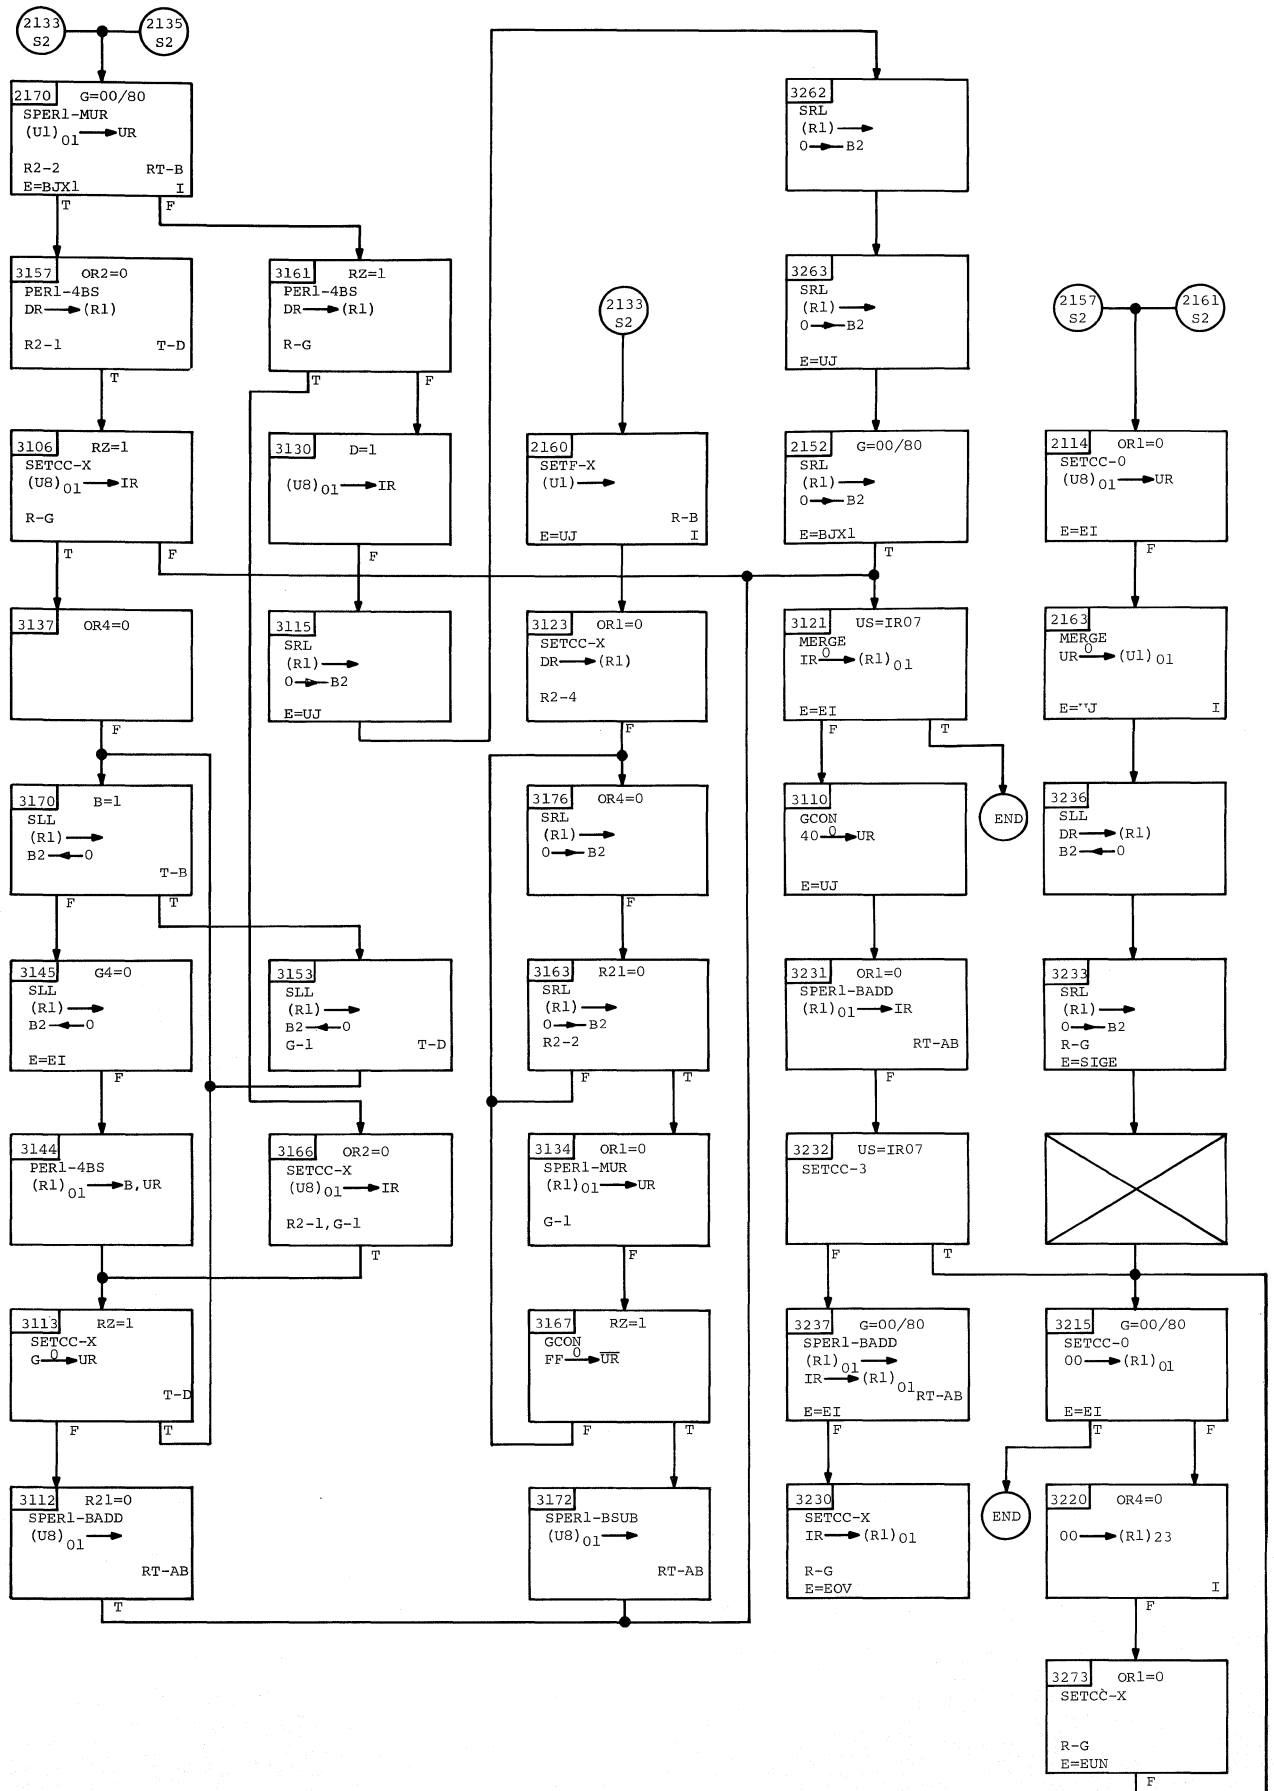 2133
S2
2135
S2
2170 G=00/80
SPER1-MUR
(U1)01 → UR
R2-2 RT-B
E=BJX1 I
T F
3157 OR2=0
PER1-4BS
DR → (R1)
R2-1 T-D
T
3106 RZ=1
SETCC-X
(U8)01 → IR
R-G
T F
3137 OR4=0
F
3170 B=1
SLL
(R1) →
B2 ← 0
T-B
F T
3145 G4=0
SLL
(R1) →
B2 ← 0
E=EI
F
3144
PER1-4BS
(R1)01 → B,UR
3113 RZ=1
SETCC-X
G 0 → UR
T-D
F T
3112 R21=0
SPER1-BADD
(U8)01 →
RT-AB
T
3161 RZ=1
PER1-4BS
DR → (R1)
R-G
T F
3130 D=1
(U8)01 → IR
F
3115
SRL
(R1) →
0 → B2
E=UJ
3153
SLL
(R1) →
B2 ← 0
G-1 T-D
3166 OR2=0
SETCC-X
(U8)01 → IR
R2-1,G-1
T
2133
S2
2160
SETF-X
(U1) →
R-B
E=UJ I
3123 OR1=0
SETCC-X
DR → (R1)
R2-4
F
3176 OR4=0
SRL
(R1) →
0 → B2
F
3163 R21=0
SRL
(R1) →
0 → B2
R2-2
F T
3134 OR1=0
SPER1-MUR
(R1)01 → UR
G-1
F
3167 RZ=1
GCON
FF 0 → U̅R̅
F T
3172
SPER1-BSUB
(U8)01 →
RT-AB
3262
SRL
(R1) →
0 → B2
3263
SRL
(R1) →
0 → B2
E=UJ
2152 G=00/80
SRL
(R1) →
0 → B2
E=BJX1
T
3121 US=IR07
MERGE
IR 0 → (R1)01
E=EI
F T
END
3110
GCON
40 0 → UR
E=UJ
3231 OR1=0
SPER1-BADD
(R1)01 → IR
RT-AB
F
3232 US=IR07
SETCC-3
F T
3237 G=00/80
SPER1-BADD
(R1)01 →
IR → (R1)01
RT-AB
E=EI
F
3230
SETCC-X
IR → (R1)01
R-G
E=EOV
2157
S2
2161
S2
2114 OR1=0
SETCC-0
(U8)01 → UR
E=EI
F
2163
MERGE
UR 0 → (U1)01
I
3236
SLL
DR → (R1)
B2 ← 0
3233
SRL
(R1) →
0 → B2
R-G
E=SIGE
3215 G=00/80
SETCC-0
00 → (R1)01
E=EI
T F
END
3220 OR4=0
00 → (R1)23
I
F
3273 OR1=0
SETCC-X
R-G
E=EUN
F